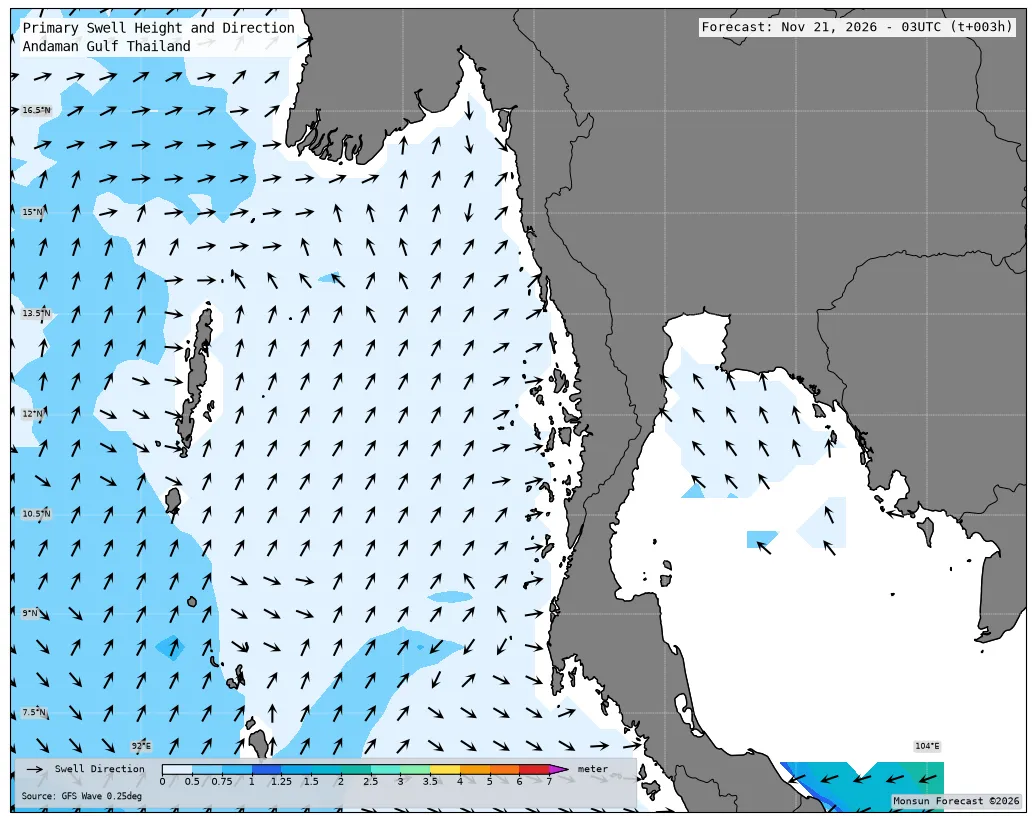 Primary Swell Height and Direction
Andaman Gulf Thailand
Forecast: Nov 21, 2026 - 03UTC (t+003h)
16.5°N
15°N
13.5°N
12°N
10.5°N
9°N
7.5°N
92°E
104°E
Swell Direction
0 0.5 0.75 1 1.25 1.5 2 2.5 3 3.5 4 5 6 7
meter
Source: GFS Wave 0.25deg
Monsun Forecast ©2026